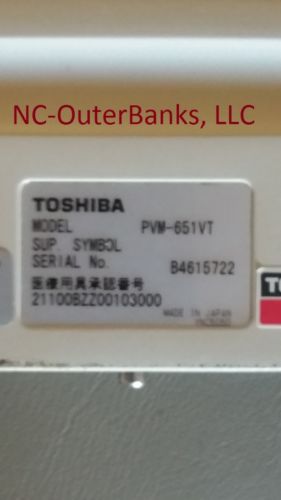 NC-OuterBanks, LLC
TOSHIBA
MODEL PVM-651VT
SUP. SYMBOL
SERIAL No. B4615722
医療用具承認番号
21100BZZ00103000
MADE IN JAPAN